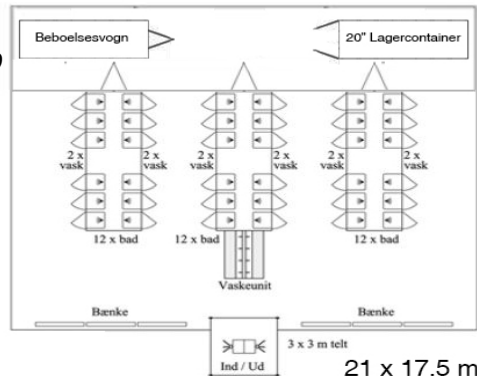 Beboelsesvogn
20" Lagercontainer
2 x
vask
2 x
vask
2 x
vask
2 x
vask
2 x
vask
2 x
vask
12 x bad
12 x bad
12 x bad
Vaskeunit
Bænke
Bænke
3 x 3 m telt
Ind / Ud
21 x 17.5 m